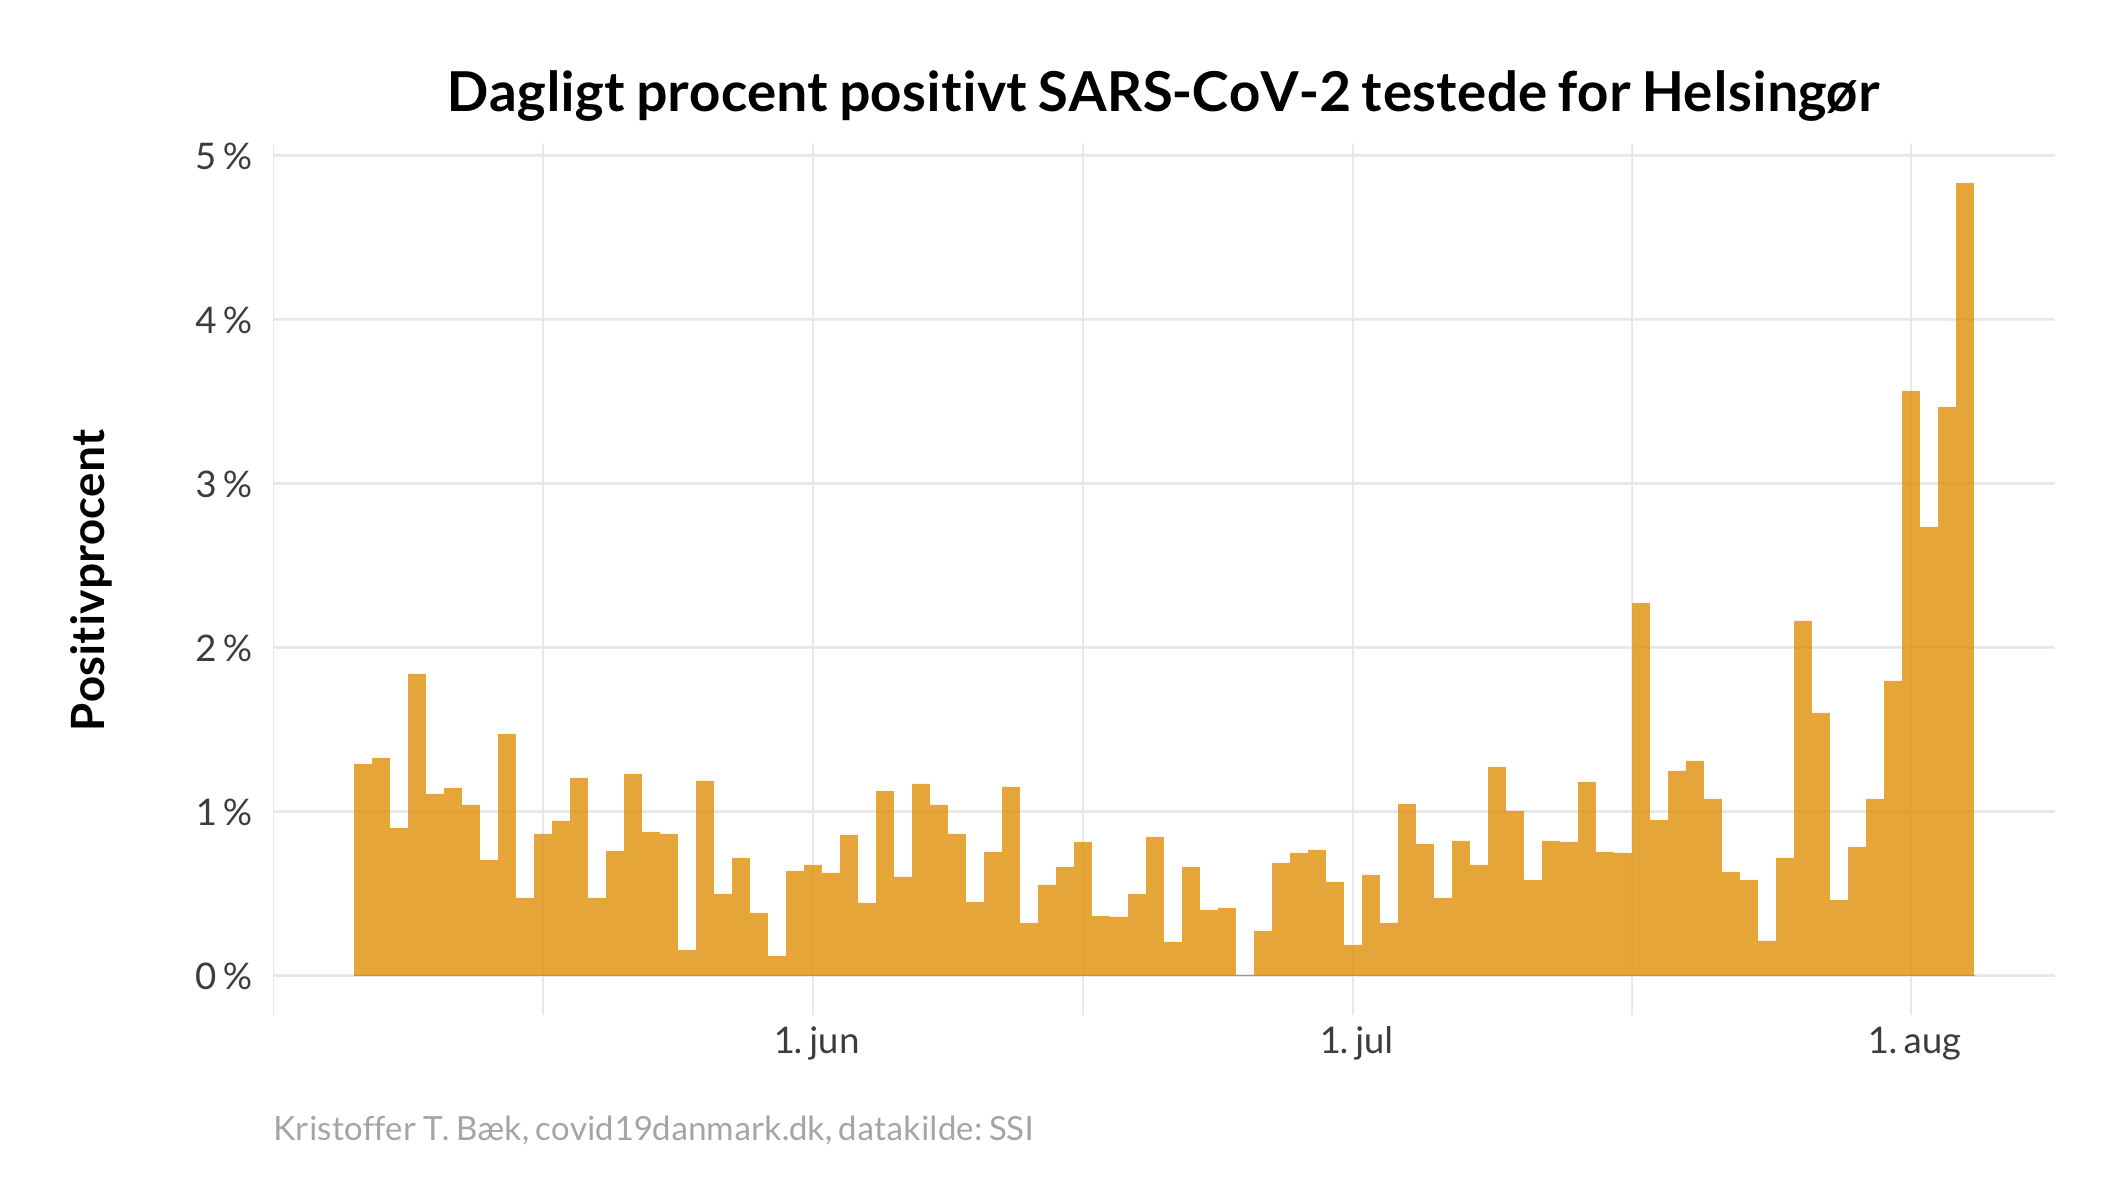 Dagligt procent positivt SARS-CoV-2 testede for Helsingør
Positivprocent
5 %
4 %
3 %
2 %
1 %
0 %
1. jun
1. jul
1. aug
Kristoffer T. Bæk, covid19danmark.dk, datakilde: SSI